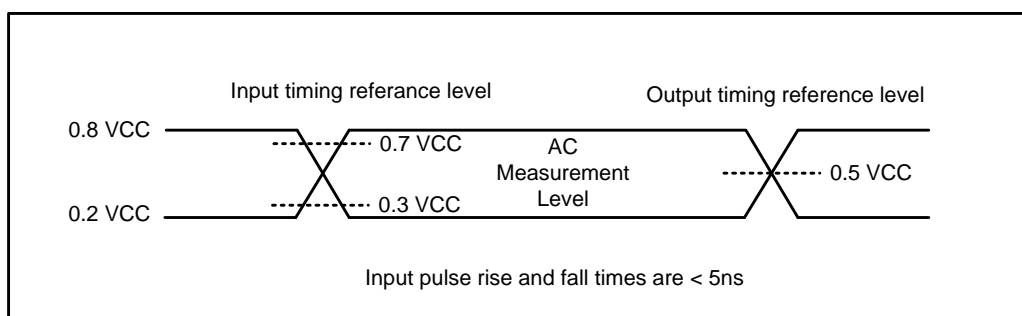 Input timing referance level
Output timing reference level
0.8 VCC
0.7 VCC
AC
Measurement
Level
0.5 VCC
0.2 VCC
0.3 VCC
Input pulse rise and fall times are < 5ns